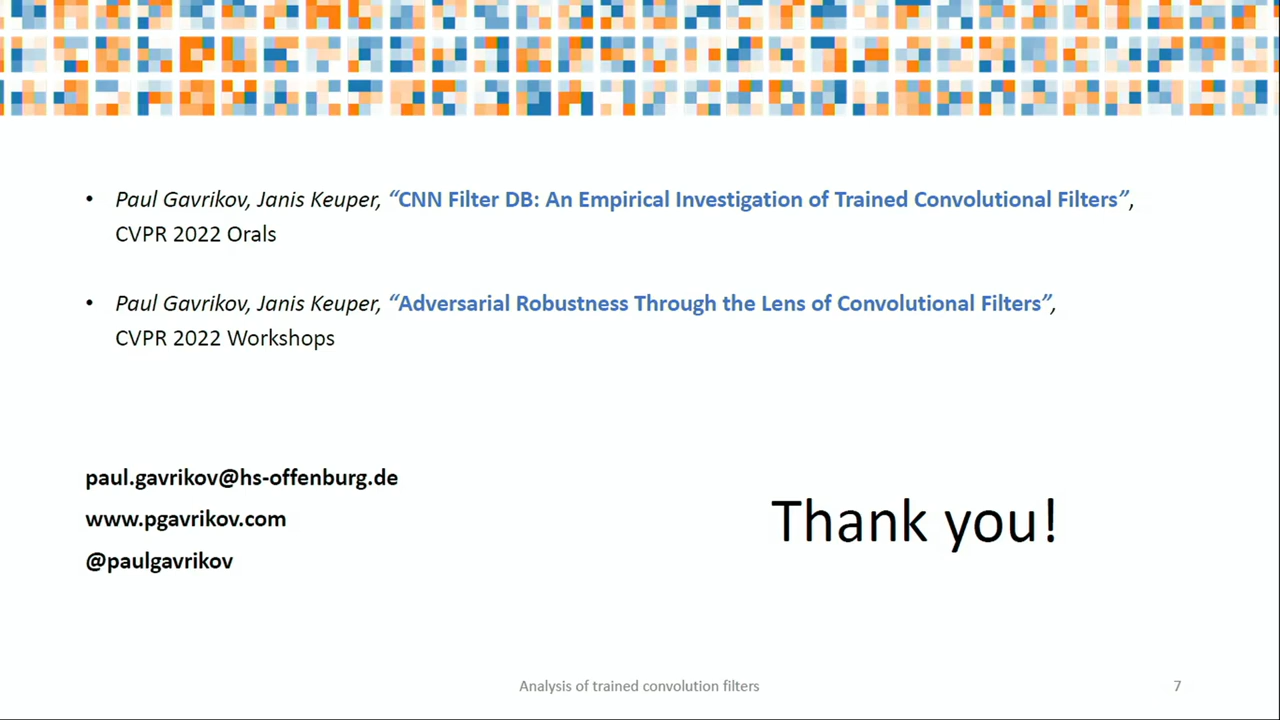 • Paul Gavrikov, Janis Keuper, “CNN Filter DB: An Empirical Investigation of Trained Convolutional Filters”,
CVPR 2022 Orals
• Paul Gavrikov, Janis Keuper, “Adversarial Robustness Through the Lens of Convolutional Filters”,
CVPR 2022 Workshops
paul.gavrikov@hs-offenburg.de
www.pgavrikov.com
@paulgavrikov
Thank you!
Analysis of trained convolution filters
7